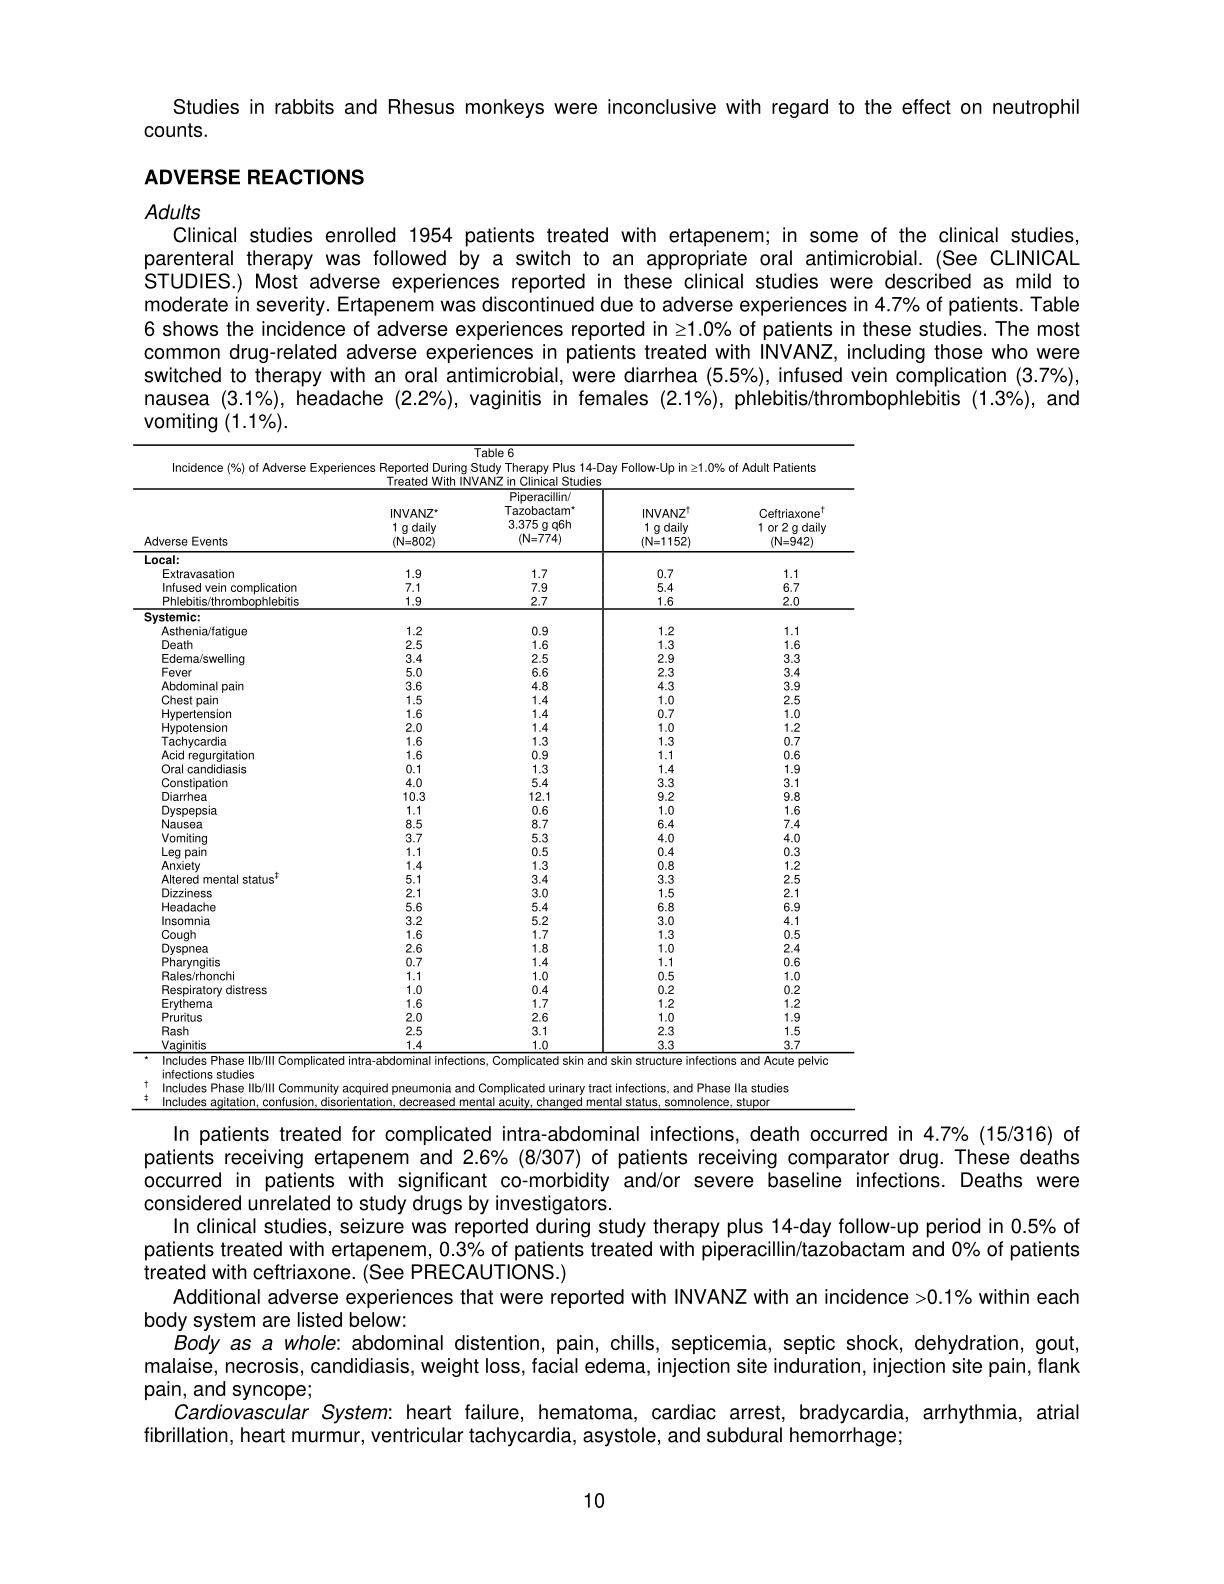 Studies in rabbits and Rhesus monkeys were inconclusive with regard to the effect on neutrophil
counts.
ADVERSE REACTIONS
Adults
Clinical studies enrolled 1954 patients treated with ertapenem; in some of the clinical studies,
parenteral therapy was followed by a switch to an appropriate oral antimicrobial. (See CLINICAL
STUDIES.) Most adverse experiences reported in these clinical studies were described as mild to
moderate in severity. Ertapenem was discontinued due to adverse experiences in 4.7% of patients. Table
6 shows the incidence of adverse experiences reported in ≥1.0% of patients in these studies. The most
common drug-related adverse experiences in patients treated with INVANZ, including those who were
switched to therapy with an oral antimicrobial, were diarrhea (5.5%), infused vein complication (3.7%),
nausea (3.1%), headache (2.2%), vaginitis in females (2.1%), phlebitis/thrombophlebitis (1.3%), and
vomiting (1.1%).
Table 6
Incidence (%) of Adverse Experiences Reported During Study Therapy Plus 14-Day Follow-Up in ≥1.0% of Adult Patients
Treated With INVANZ in Clinical Studies
Piperacillin/
INVANZ* Tazobactam* INVANZ† Ceftriaxone†
1 g daily 3.375 g q6h 1 g daily 1 or 2 g daily
Adverse Events (N=802) (N=774) (N=1152) (N=942)
Local:
Extravasation 1.9 1.7 0.7 1.1
Infused vein complication 7.1 7.9 5.4 6.7
Phlebitis/thrombophlebitis 1.9 2.7 1.6 2.0
Systemic:
Asthenia/fatigue 1.2 0.9 1.2 1.1
Death 2.5 1.6 1.3 1.6
Edema/swelling 3.4 2.5 2.9 3.3
Fever 5.0 6.6 2.3 3.4
Abdominal pain 3.6 4.8 4.3 3.9
Chest pain 1.5 1.4 1.0 2.5
Hypertension 1.6 1.4 0.7 1.0
Hypotension 2.0 1.4 1.0 1.2
Tachycardia 1.6 1.3 1.3 0.7
Acid regurgitation 1.6 0.9 1.1 0.6
Oral candidiasis 0.1 1.3 1.4 1.9
Constipation 4.0 5.4 3.3 3.1
Diarrhea 10.3 12.1 9.2 9.8
Dyspepsia 1.1 0.6 1.0 1.6
Nausea 8.5 8.7 6.4 7.4
Vomiting 3.7 5.3 4.0 4.0
Leg pain 1.1 0.5 0.4 0.3
Anxiety 1.4 1.3 0.8 1.2
Altered mental status‡ 5.1 3.4 3.3 2.5
Dizziness 2.1 3.0 1.5 2.1
Headache 5.6 5.4 6.8 6.9
Insomnia 3.2 5.2 3.0 4.1
Cough 1.6 1.7 1.3 0.5
Dyspnea 2.6 1.8 1.0 2.4
Pharyngitis 0.7 1.4 1.1 0.6
Rales/rhonchi 1.1 1.0 0.5 1.0
Respiratory distress 1.0 0.4 0.2 0.2
Erythema 1.6 1.7 1.2 1.2
Pruritus 2.0 2.6 1.0 1.9
Rash 2.5 3.1 2.3 1.5
Vaginitis 1.4 1.0 3.3 3.7
* Includes Phase IIb/III Complicated intra-abdominal infections, Complicated skin and skin structure infections and Acute pelvic
infections studies
† Includes Phase IIb/III Community acquired pneumonia and Complicated urinary tract infections, and Phase IIa studies
‡ Includes agitation, confusion, disorientation, decreased mental acuity, changed mental status, somnolence, stupor
In patients treated for complicated intra-abdominal infections, death occurred in 4.7% (15/316) of
patients receiving ertapenem and 2.6% (8/307) of patients receiving comparator drug. These deaths
occurred in patients with significant co-morbidity and/or severe baseline infections. Deaths were
considered unrelated to study drugs by investigators.
In clinical studies, seizure was reported during study therapy plus 14-day follow-up period in 0.5% of
patients treated with ertapenem, 0.3% of patients treated with piperacillin/tazobactam and 0% of patients
treated with ceftriaxone. (See PRECAUTIONS.)
Additional adverse experiences that were reported with INVANZ with an incidence >0.1% within each
body system are listed below:
Body as a whole: abdominal distention, pain, chills, septicemia, septic shock, dehydration, gout,
malaise, necrosis, candidiasis, weight loss, facial edema, injection site induration, injection site pain, flank
pain, and syncope;
Cardiovascular System: heart failure, hematoma, cardiac arrest, bradycardia, arrhythmia, atrial
fibrillation, heart murmur, ventricular tachycardia, asystole, and subdural hemorrhage;
10